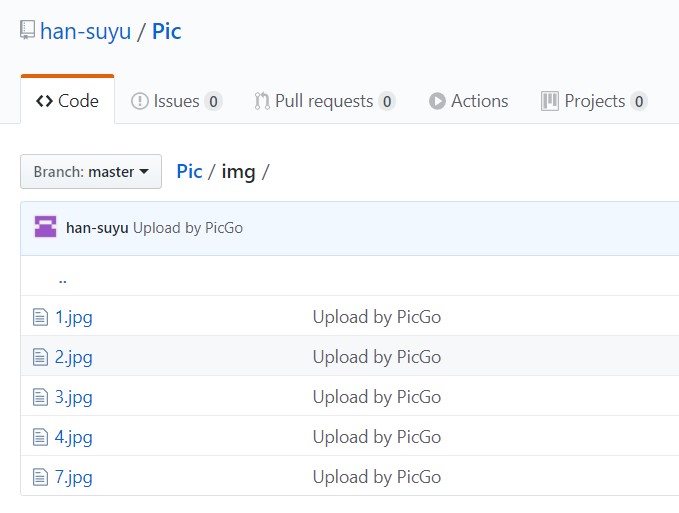 han-suyu / Pic
<> Code Issues 0 Pull requests 0 Actions Projects 0
Branch: master Pic / img /
han-suyu Upload by PicGo
..
1.jpg Upload by PicGo
2.jpg Upload by PicGo
3.jpg Upload by PicGo
4.jpg Upload by PicGo
7.jpg Upload by PicGo